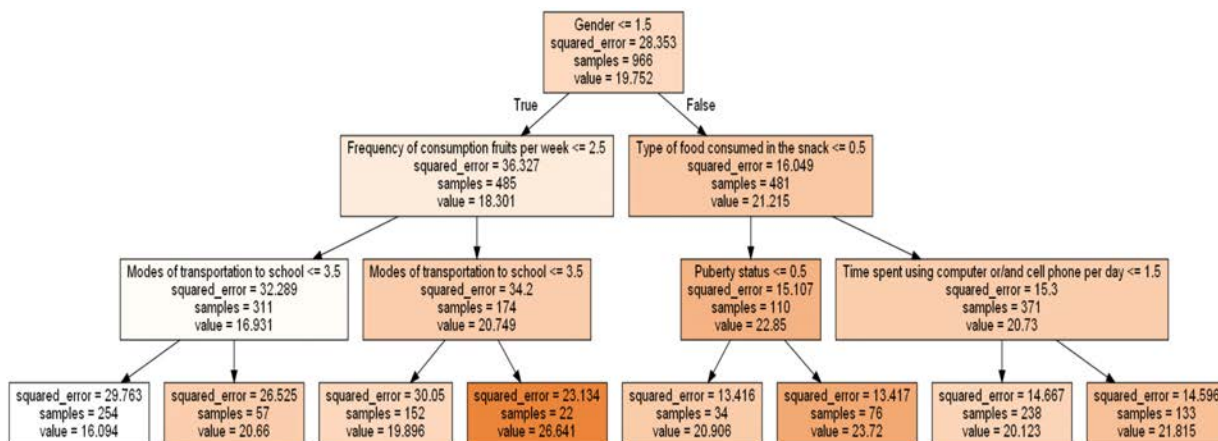 Gender <= 1.5
squared_error = 28.353
samples = 966
value = 19.752
True
False
Frequency of consumption fruits per week <= 2.5
squared_error = 36.327
samples = 485
value = 18.301
Type of food consumed in the snack <= 0.5
squared_error = 16.049
samples = 481
value = 21.215
Modes of transportation to school <= 3.5
squared_error = 32.289
samples = 311
value = 16.931
Modes of transportation to school <= 3.5
squared_error = 34.2
samples = 174
value = 20.749
Puberty status <= 0.5
squared_error = 15.107
samples = 110
value = 22.85
Time spent using computer or/and cell phone per day <= 1.5
squared_error = 15.3
samples = 371
value = 20.73
squared_error = 29.763
samples = 254
value = 16.094
squared_error = 26.525
samples = 57
value = 20.66
squared_error = 30.05
samples = 152
value = 19.896
squared_error = 23.134
samples = 22
value = 26.641
squared_error = 13.416
samples = 34
value = 20.906
squared_error = 13.417
samples = 76
value = 23.72
squared_error = 14.667
samples = 238
value = 20.123
squared_error = 14.596
samples = 133
value = 21.815